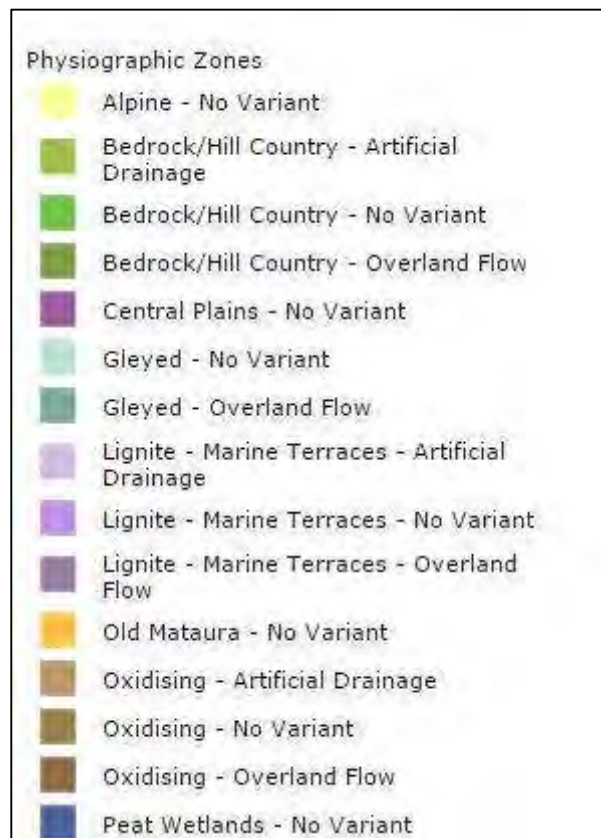 Physiographic Zones
Alpine - No Variant
Bedrock/Hill Country - Artificial
Drainage
Bedrock/Hill Country - No Variant
Bedrock/Hill Country - Overland Flow
Central Plains - No Variant
Gleyed - No Variant
Gleyed - Overland Flow
Lignite - Marine Terraces - Artificial
Drainage
Lignite - Marine Terraces - No Variant
Lignite - Marine Terraces - Overland
Flow
Old Mataura - No Variant
Oxidising - Artificial Drainage
Oxidising - No Variant
Oxidising - Overland Flow
Peat Wetlands - No Variant